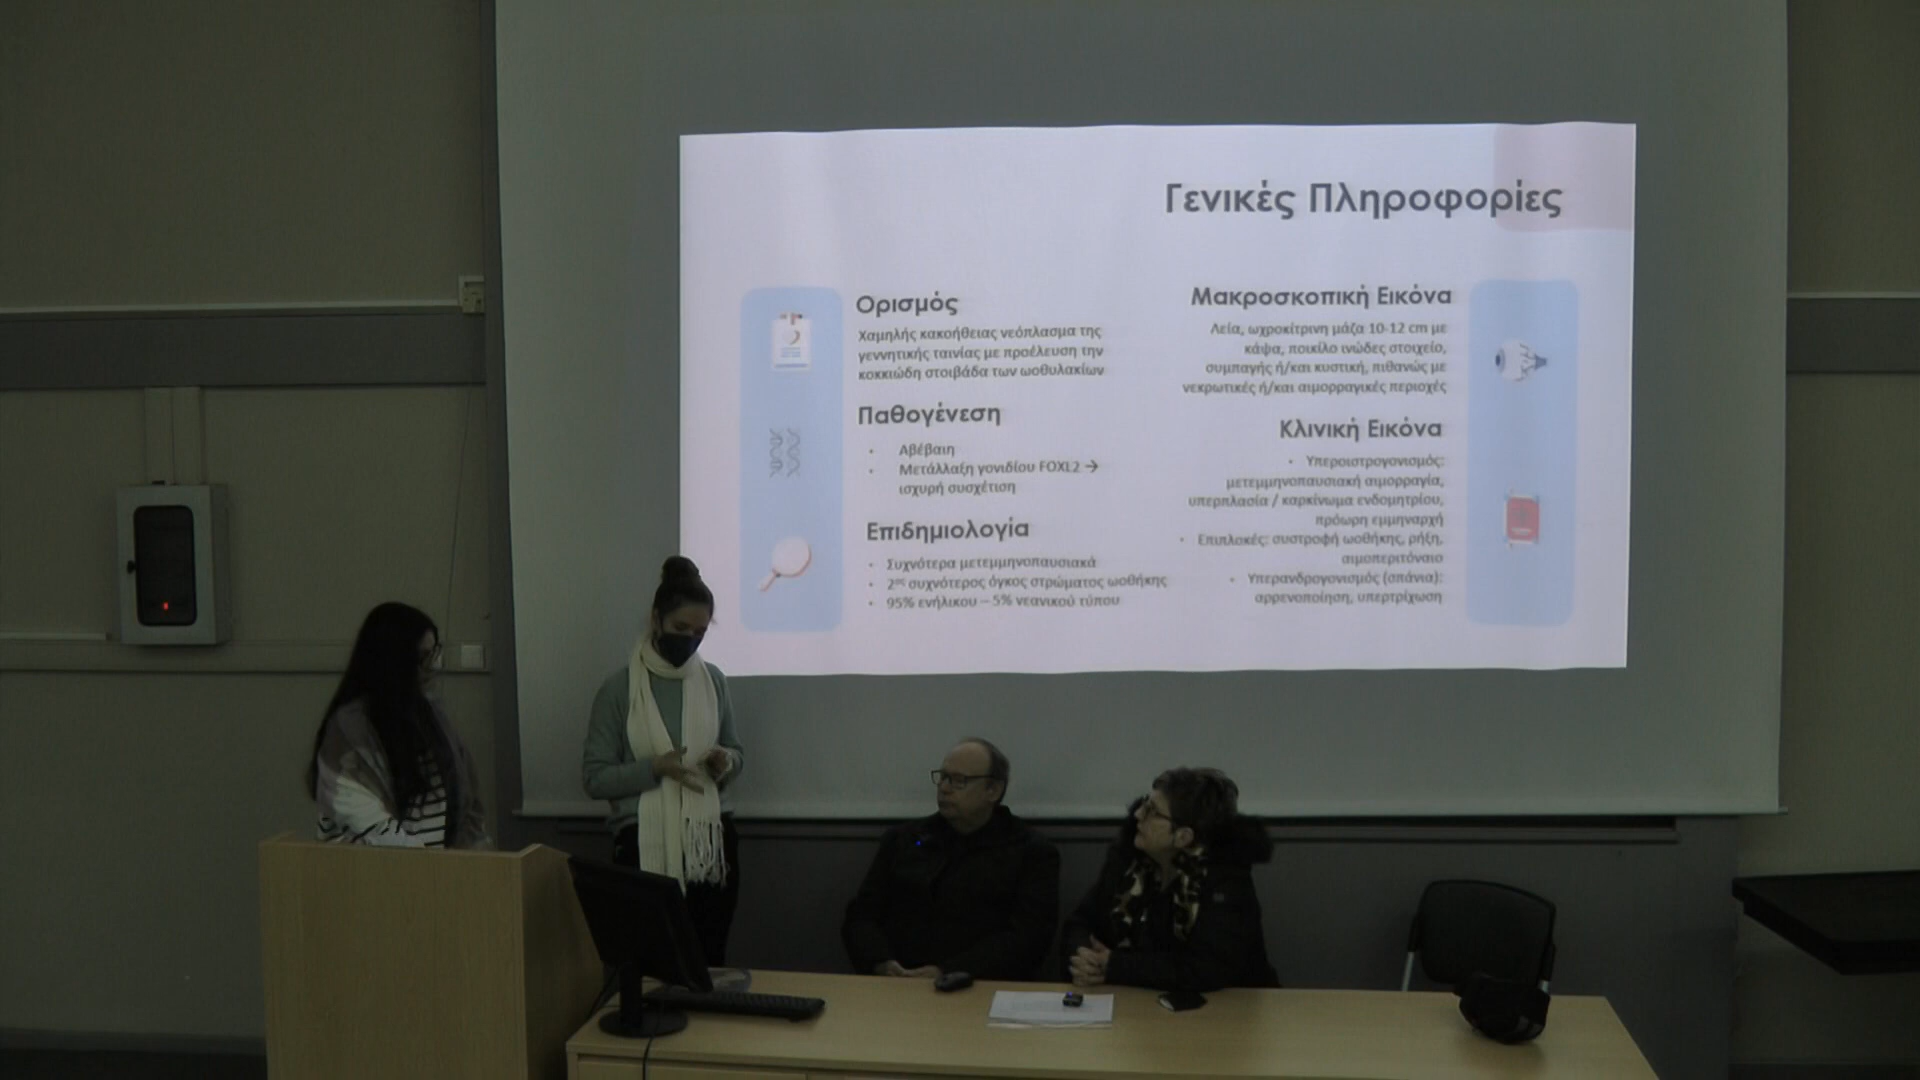 Γενικές Πληροφορίες
Ορισμός
Χαμηλής κακοήθειας νεόπλασμα της
γεννητικής ταινίας με προέλευση την
κοκκιώδη στοιβάδα των ωοθυλακίων
Παθογένεση
• Αβέβαιη
• Μετάλλαξη γονιδίου FOXL2 →
ισχυρή συσχέτιση
Επιδημιολογία
• Συχνότερα μετεμμηνοπαυσιακά
• 2ος συχνότερος όγκος στρώματος ωοθήκης
• 95% ενήλικου – 5% νεανικού τύπου
Μακροσκοπική Εικόνα
Λεία, ωχροκίτρινη μάζα 10-12 cm με
κάψα, ποικίλο ινώδες στοιχείο,
συμπαγής ή/και κυστική, πιθανώς με
νεκρωτικές ή/και αιμορραγικές περιοχές
Κλινική Εικόνα
• Υπεροιστρογονισμός:
μετεμμηνοπαυσιακή αιμορραγία,
υπερπλασία / καρκίνωμα ενδομητρίου,
πρόωρη εμμηναρχή
• Επιπλοκές: συστροφή ωοθήκης, ρήξη,
αιμοπεριτόναιο
• Υπερανδρογονισμός (σπάνια):
αρρενοποίηση, υπερτρίχωση